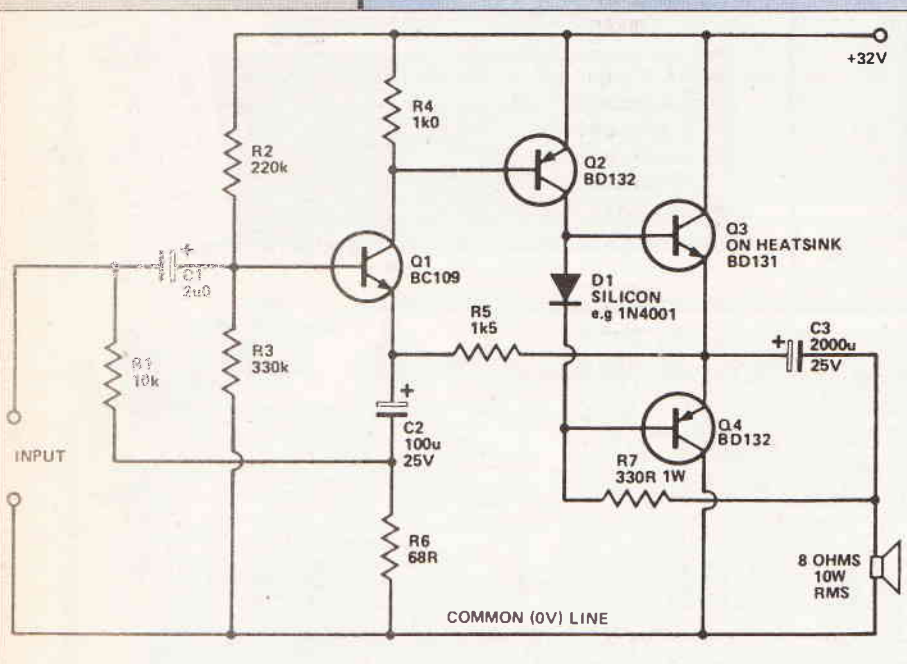 +32V
R4
1k0
R2
220k
Q2
BD132
Q3
ON HEATSINK
BD131
Q1
BC109
C1
2u0
D1
SILICON
e.g 1N4001
R5
1k5
C3
2000u
25V
R1
10k
R3
330k
C2
100u
25V
Q4
BD132
R7
330R 1W
INPUT
R6
68R
8 OHMS
10W
RMS
COMMON (0V) LINE